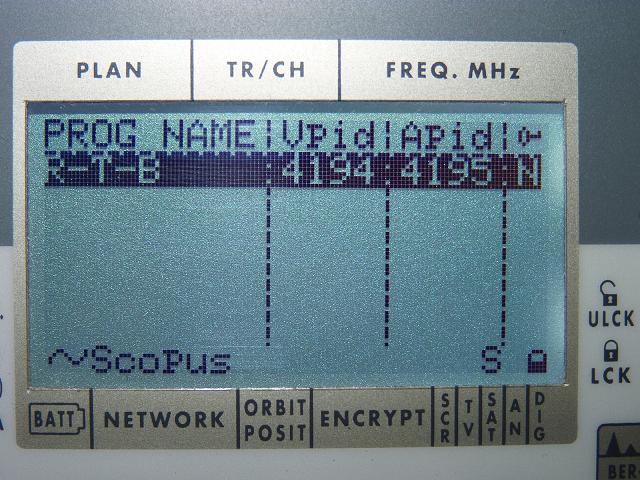 PLAN TR/CH FREQ. MHz
PROG NAME Vpid Apid
R-T-B 4194 4195 N
~Scopus S
ULCK
LCK
BATT NETWORK ORBIT POSIT ENCRYPT SCR TV SAT AN DIG
BER